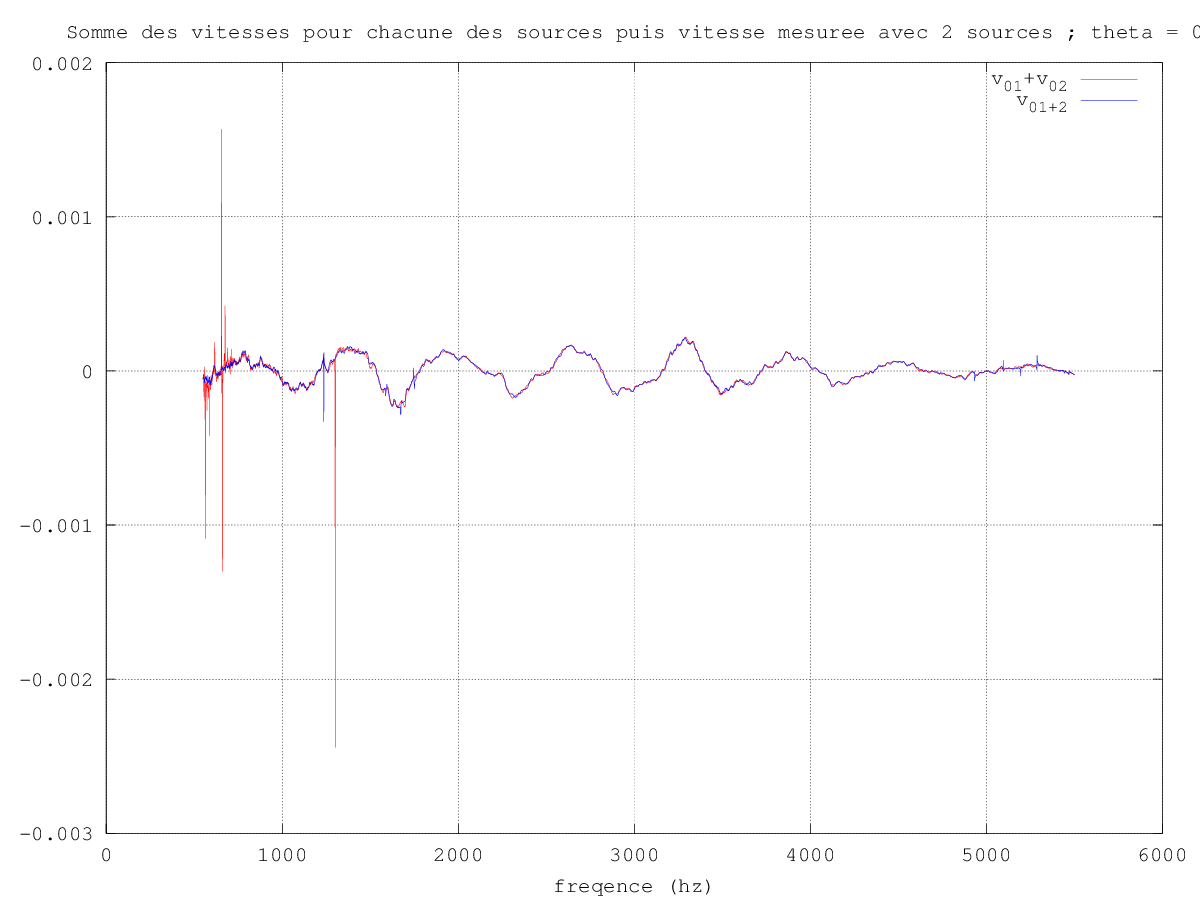 Somme des vitesses pour chacune des sources puis vitesse mesuree avec 2 sources ; theta = 0
0.002
v01+v02
v01+2
0.001
0
-0.001
-0.002
-0.003
0 1000 2000 3000 4000 5000 6000
freqence (hz)